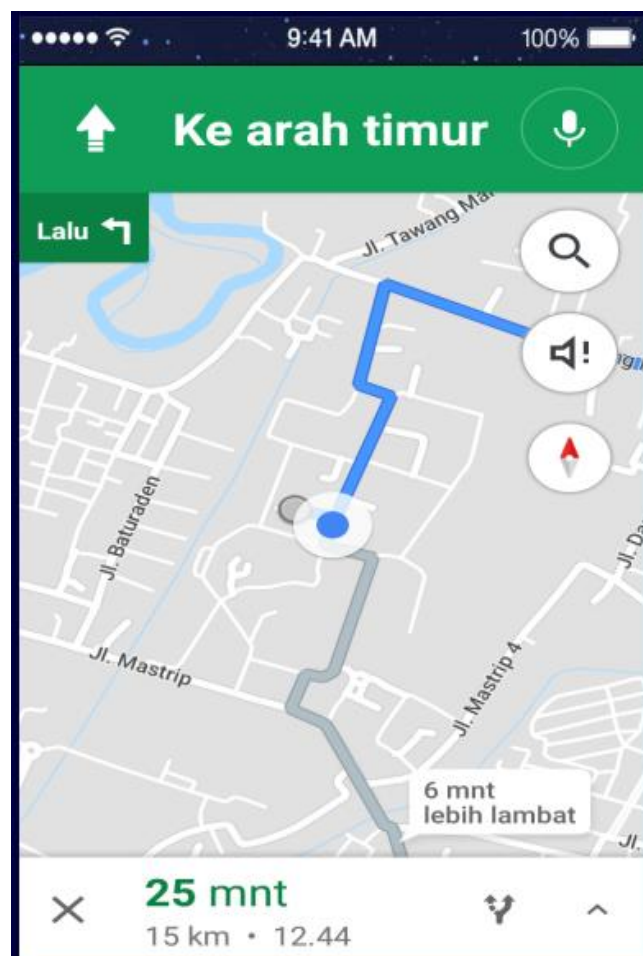 9:41 AM
100%
Ke arah timur
Lalu
Jl. Tawang
Jl. Baturaden
Jl. Mastrip
Jl. Mastrip 4
6 mnt
lebih lambat
Jl.
25 mnt
15 km • 12.44